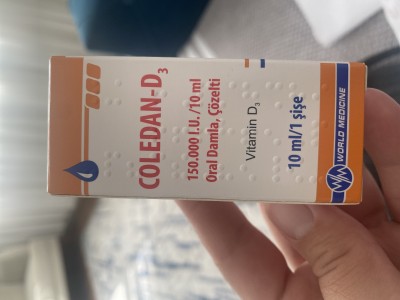 COLEDAN-D3
150.000 I.U./10 ml
Oral Damla, Çözelti
Vitamin D3
10 ml/1 şişe
WORLD MEDICINE